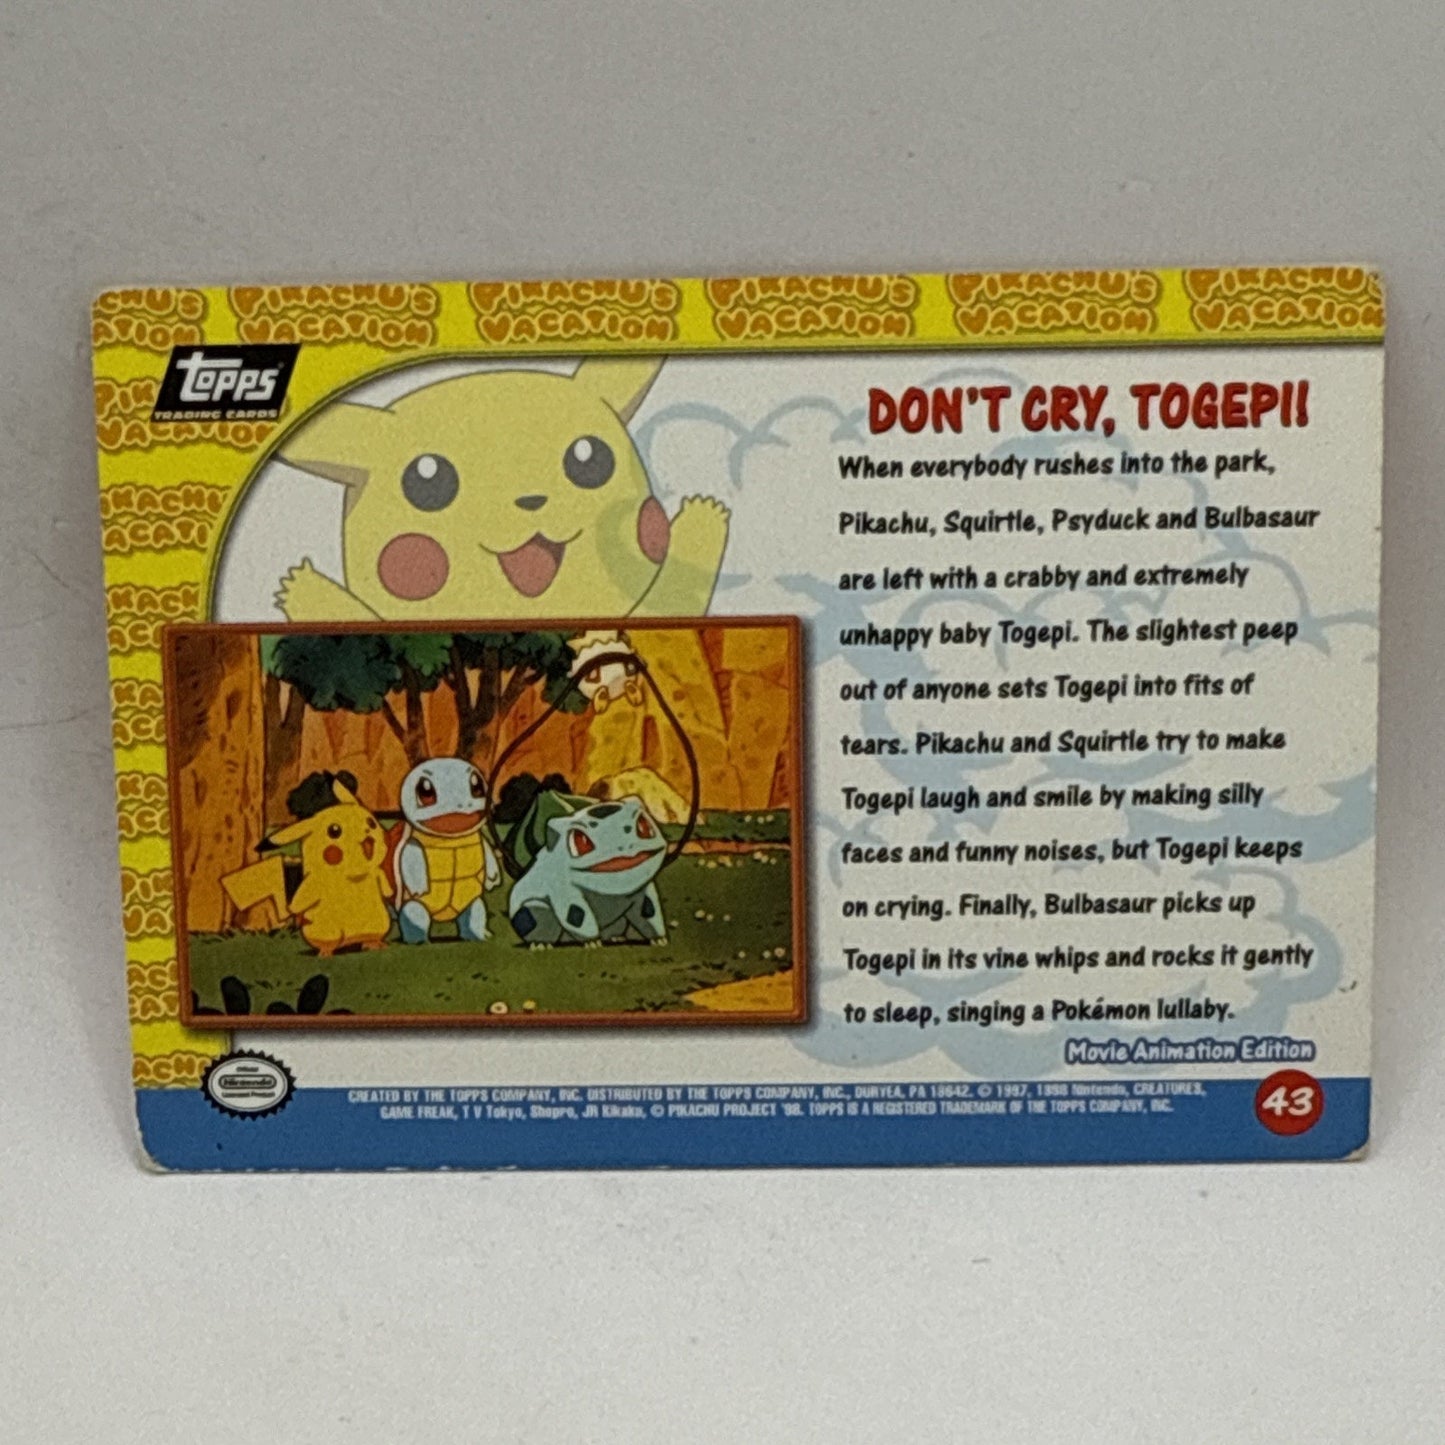 PIKACHU'S VACATION
topps
TRADING CARDS
DON'T CRY, TOGEPI!
When everybody rushes into the park,
Pikachu, Squirtle, Psyduck and Bulbasaur
are left with a crabby and extremely
unhappy baby Togepi. The slightest peep
out of anyone sets Togepi into fits of
tears. Pikachu and Squirtle try to make
Togepi laugh and smile by making silly
faces and funny noises, but Togepi keeps
on crying. Finally, Bulbasaur picks up
Togepi in its vine whips and rocks it gently
to sleep, singing a Pokémon lullaby.
Movie Animation Edition
Nintendo
CREATED BY THE TOPPS COMPANY, INC. DISTRIBUTED BY THE TOPPS COMPANY, INC., DURYEA, PA 18642. © 1997, 1998 Nintendo, CREATURES,
GAME FREAK, T V Tokyo, Shopro, JR Kikaku, © PIKACHU PROJECT '98. TOPPS IS A REGISTERED TRADEMARK OF THE TOPPS COMPANY, INC.
43